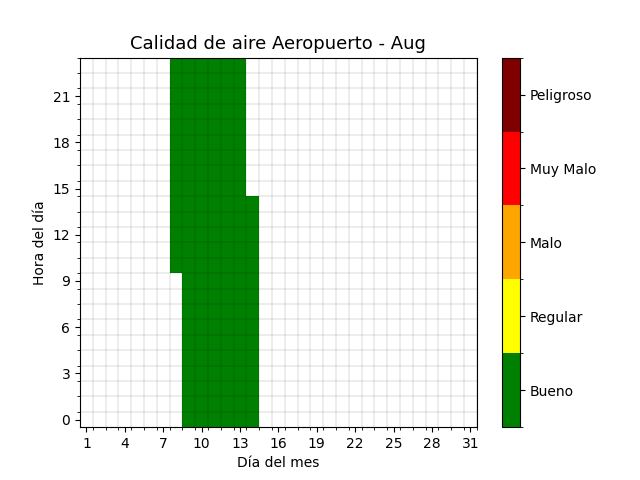 Calidad de aire Aeropuerto - Aug
Hora del día
21
18
15
12
9
6
3
0
1 4 7 10 13 16 19 22 25 28 31
Día del mes
Peligroso
Muy Malo
Malo
Regular
Bueno